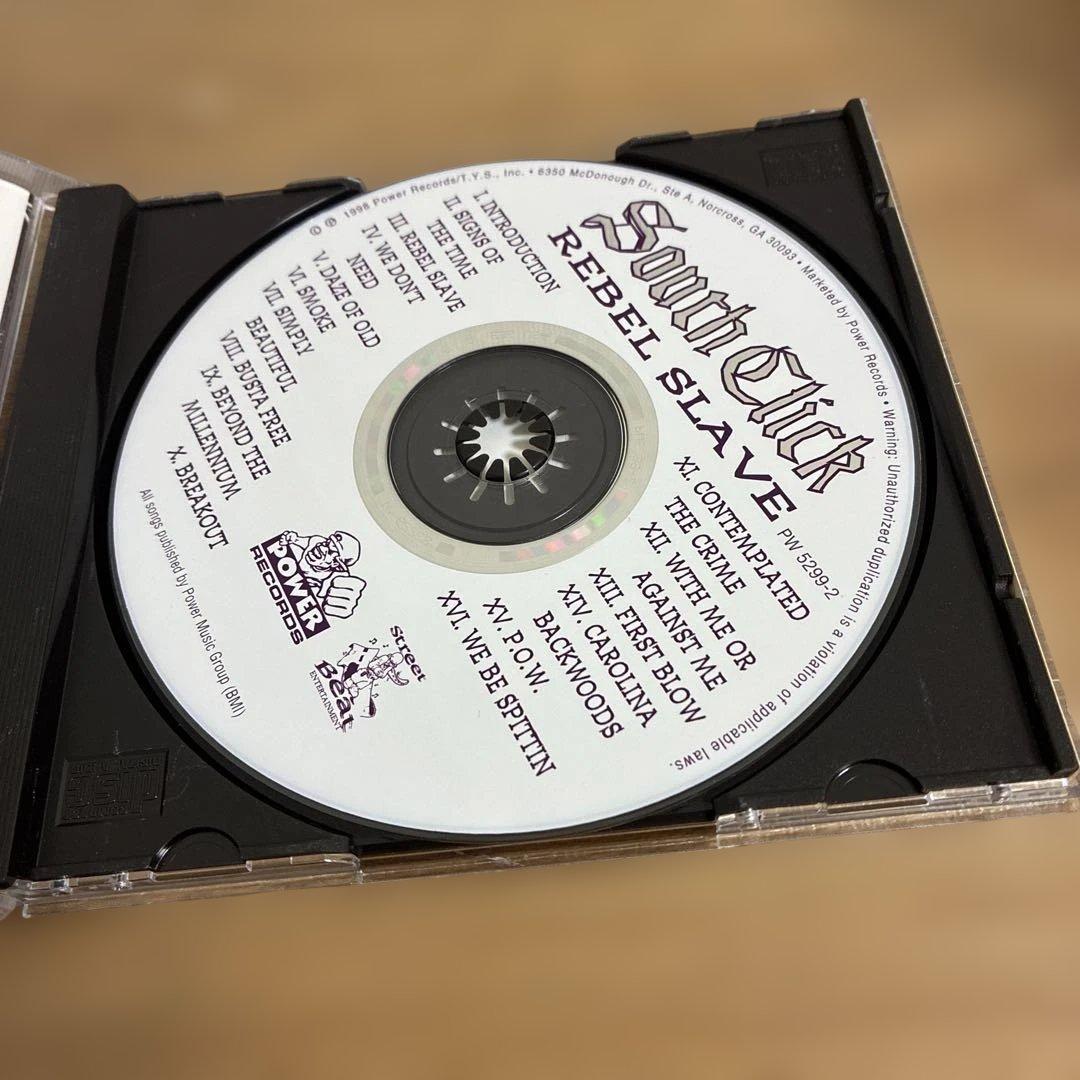 ℗ © 1998 Power Records/T.Y.S., Inc. • 6350 McDonough Dr., Ste A, Norcross, GA 30093 • Marketed by Power Records • Warning: Unauthorized duplication is a violation of applicable laws.
South Click
REBEL SLAVE
PW 5299-2
I. INTRODUCTION
II. SIGNS OF
THE TIME
III. REBEL SLAVE
IV. WE DON'T
NEED
V. DAZE OF OLD
VI. SMOKE
VII. SIMPLY
BEAUTIFUL
VIII. BUSTA FREE
IX. BEYOND THE
MILLENNUM
X. BREAKOUT
XI. CONTEMPLATED
THE CRIME
XII. WITH ME OR
AGAINST ME
XIII. FIRST BLOW
XIV. CAROLINA
BACKWOODS
XV. P.O.W.
XVI. WE BE SPITTIN
POWER
RECORDS
Street
Beat
ENTERTAINMENT
All songs published by Power Music Group (BMI)